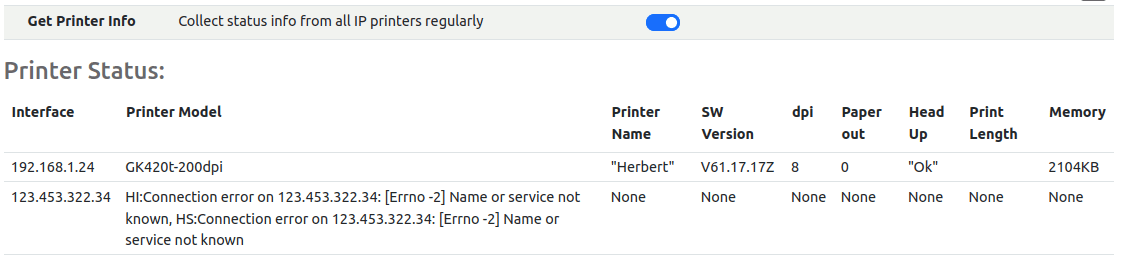 Get Printer Info Collect status info from all IP printers regularly
Printer Status:
Interface Printer Model Printer Name SW Version dpi Paper out Head Up Print Length Memory
192.168.1.24 GK420t-200dpi "Herbert" V61.17.17Z 8 0 "Ok" 2104KB
123.453.322.34 HI:Connection error on 123.453.322.34: [Errno -2] Name or service not None None None None None None None
known, HS:Connection error on 123.453.322.34: [Errno -2] Name or
service not known